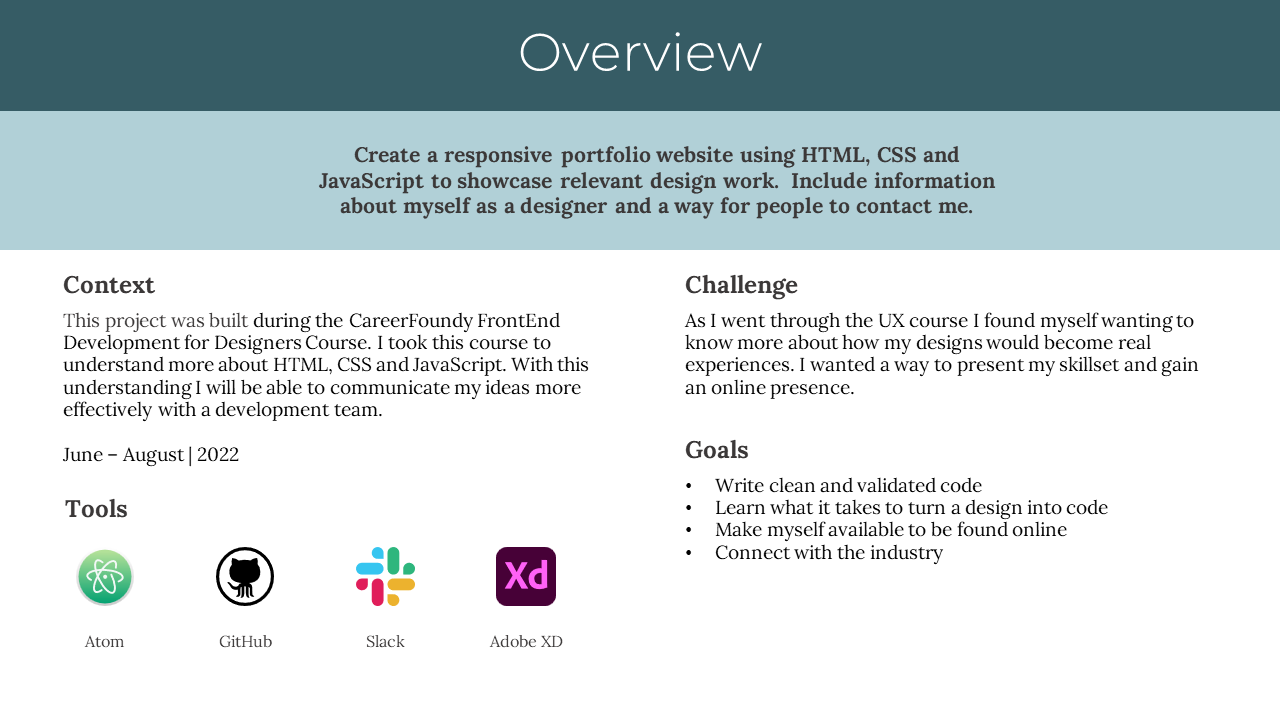 Overview
Create a responsive portfolio website using HTML, CSS and
JavaScript to showcase relevant design work. Include information
about myself as a designer and a way for people to contact me.
Context
This project was built during the CareerFoundy FrontEnd
Development for Designers Course. I took this course to
understand more about HTML, CSS and JavaScript. With this
understanding I will be able to communicate my ideas more
effectively with a development team.
June – August | 2022
Tools
Xd
Atom
GitHub
Slack
Adobe XD
Challenge
As I went through the UX course I found myself wanting to
know more about how my designs would become real
experiences. I wanted a way to present my skillset and gain
an online presence.
Goals
• Write clean and validated code
• Learn what it takes to turn a design into code
• Make myself available to be found online
• Connect with the industry